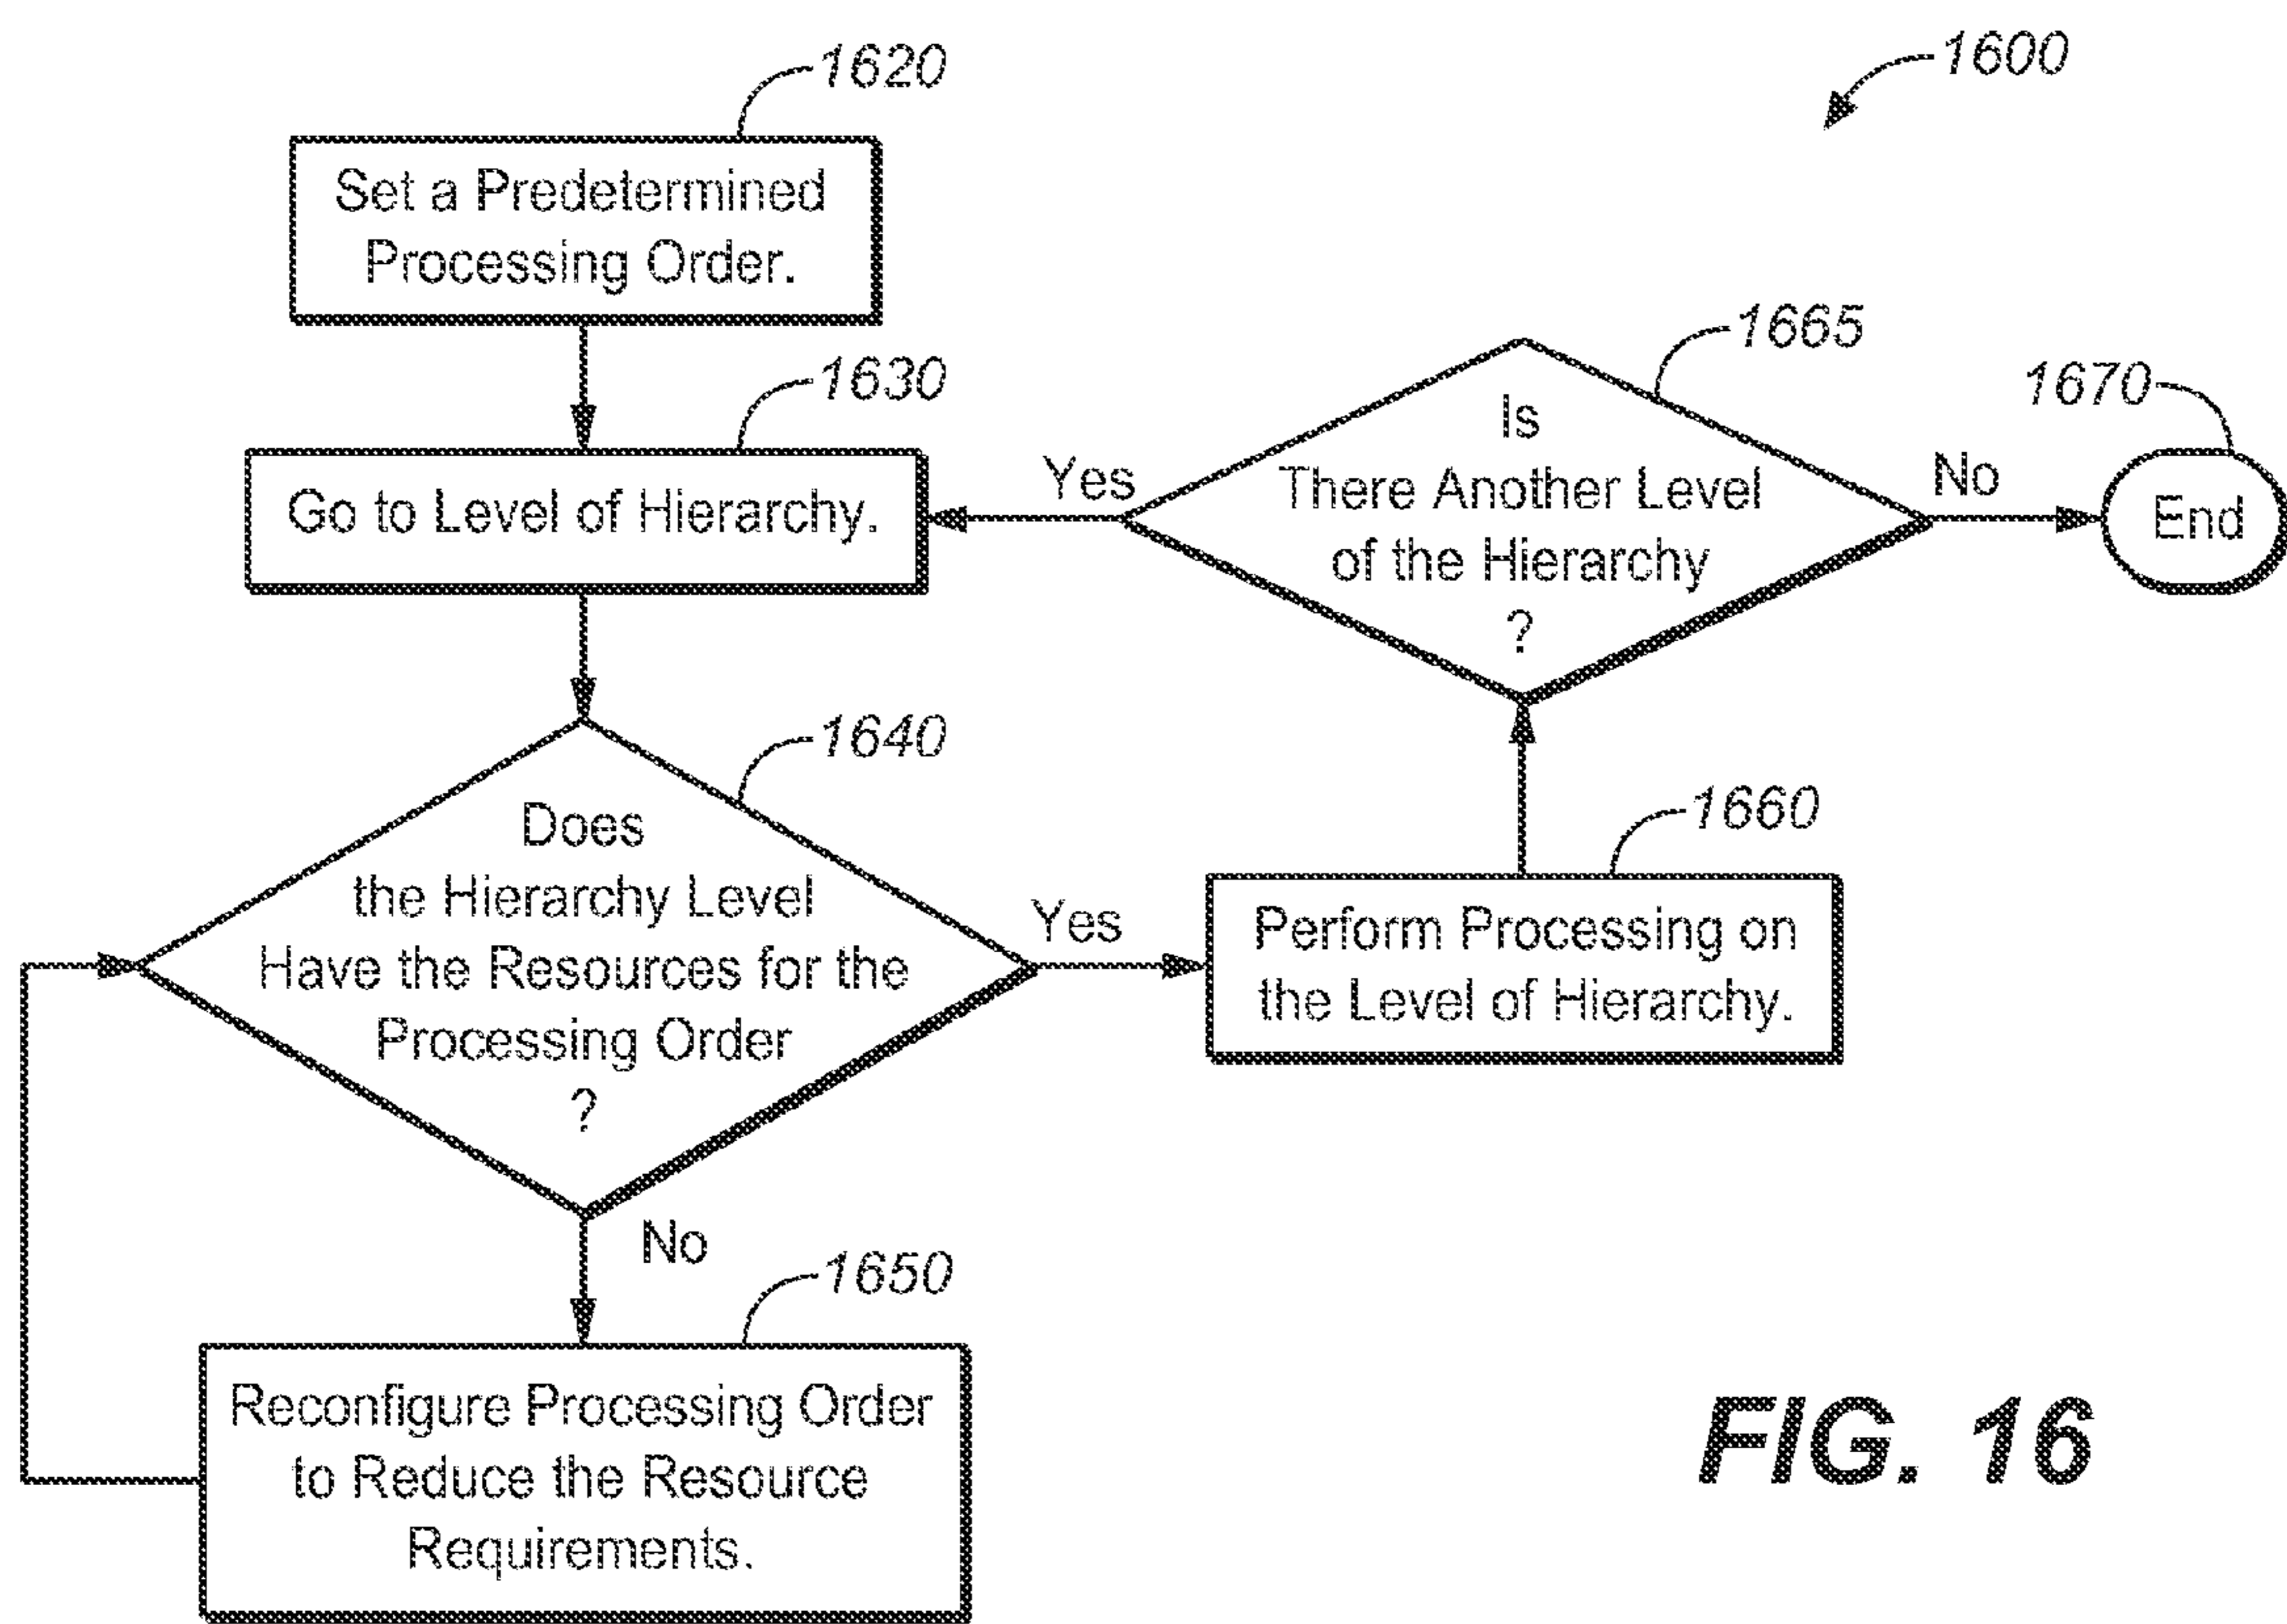 1600
1620
Set a Predetermined
Processing Order.
1630
Go to Level of Hierarchy.
1640
Does
the Hierarchy Level
Have the Resources for the
Processing Order
?
Yes
No
1650
Reconfigure Processing Order
to Reduce the Resource
Requirements.
1660
Perform Processing on
the Level of Hierarchy.
1665
Is
There Another Level
of the Hierarchy
?
Yes
No
1670
End
FIG. 16